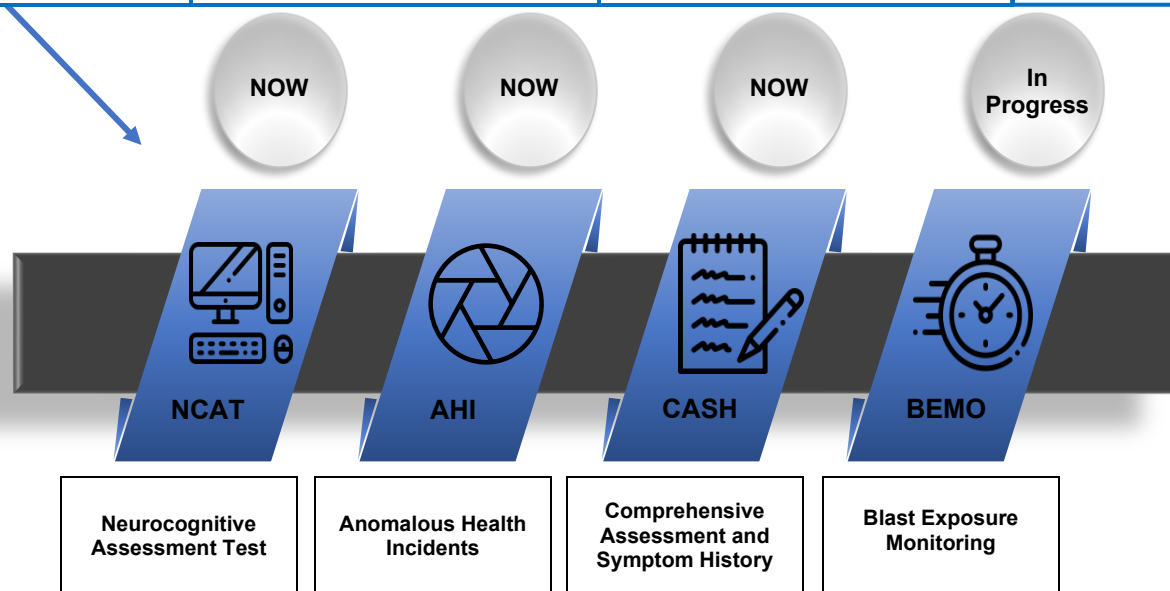 NOW
NOW
NOW
In
Progress
NCAT
AHI
CASH
BEMO
Neurocognitive
Assessment Test
Anomalous Health
Incidents
Comprehensive
Assessment and
Symptom History
Blast Exposure
Monitoring